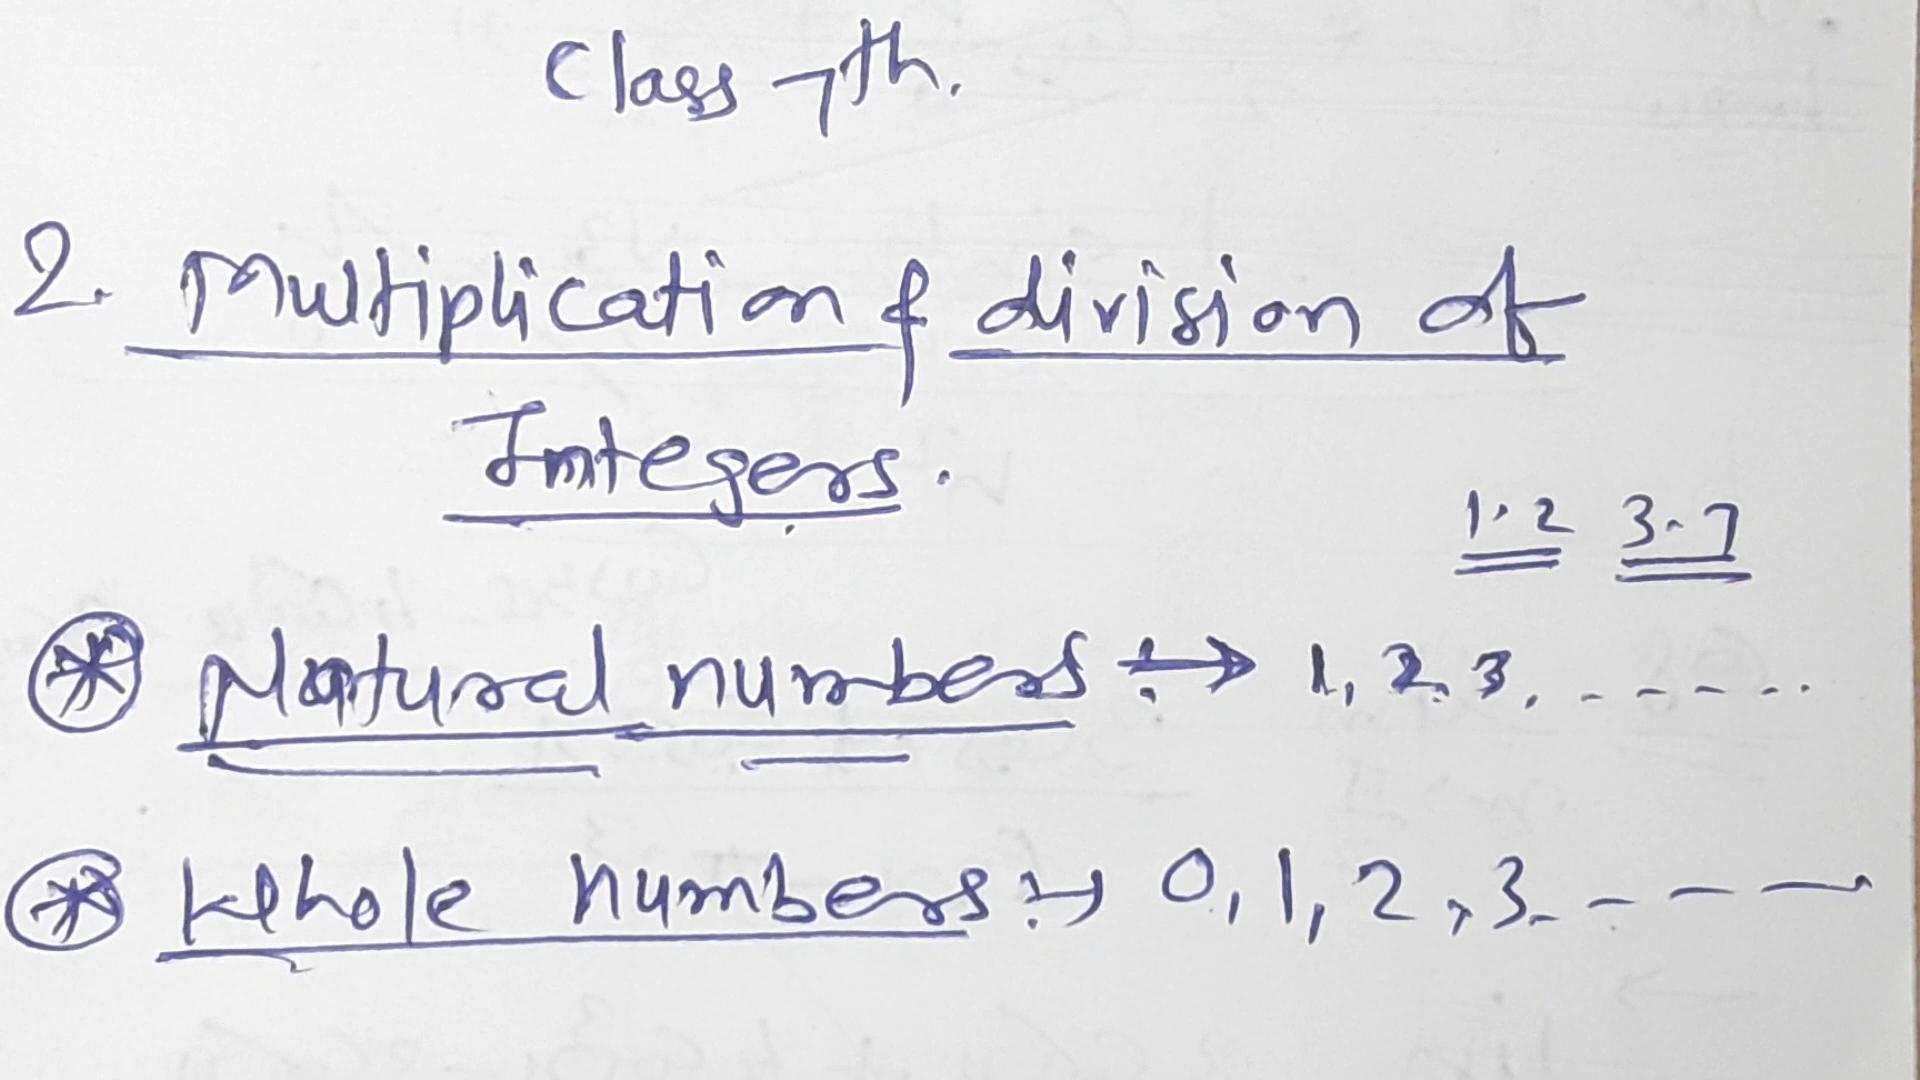 Class 7th.
2. Multiplication & division of
Integers.
1.2 3.7
Natural numbers :→ 1, 2, 3, ------
Whole numbers :→ 0, 1, 2, 3. - - - -